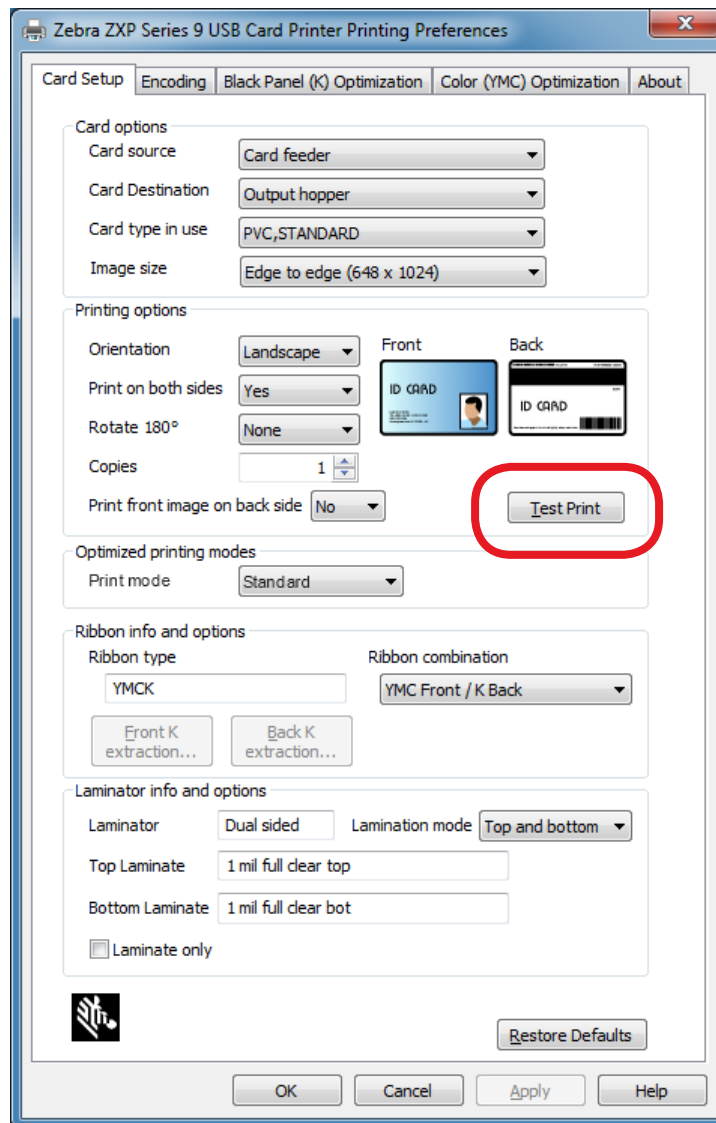 Zebra ZXP Series 9 USB Card Printer Printing Preferences
Card Setup Encoding Black Panel (K) Optimization Color (YMC) Optimization About
Card options
Card source Card feeder
Card Destination Output hopper
Card type in use PVC,STANDARD
Image size Edge to edge (648 x 1024)
Printing options
Orientation Landscape Front Back
Print on both sides Yes
ID CARD ID CARD
Rotate 180° None
Copies 1
Print front image on back side No Test Print
Optimized printing modes
Print mode Standard
Ribbon info and options
Ribbon type Ribbon combination
YMCK YMC Front / K Back
Front K extraction... Back K extraction...
Laminator info and options
Laminator Dual sided Lamination mode Top and bottom
Top Laminate 1 mil full clear top
Bottom Laminate 1 mil full clear bot
Laminate only
Restore Defaults
OK Cancel Apply Help